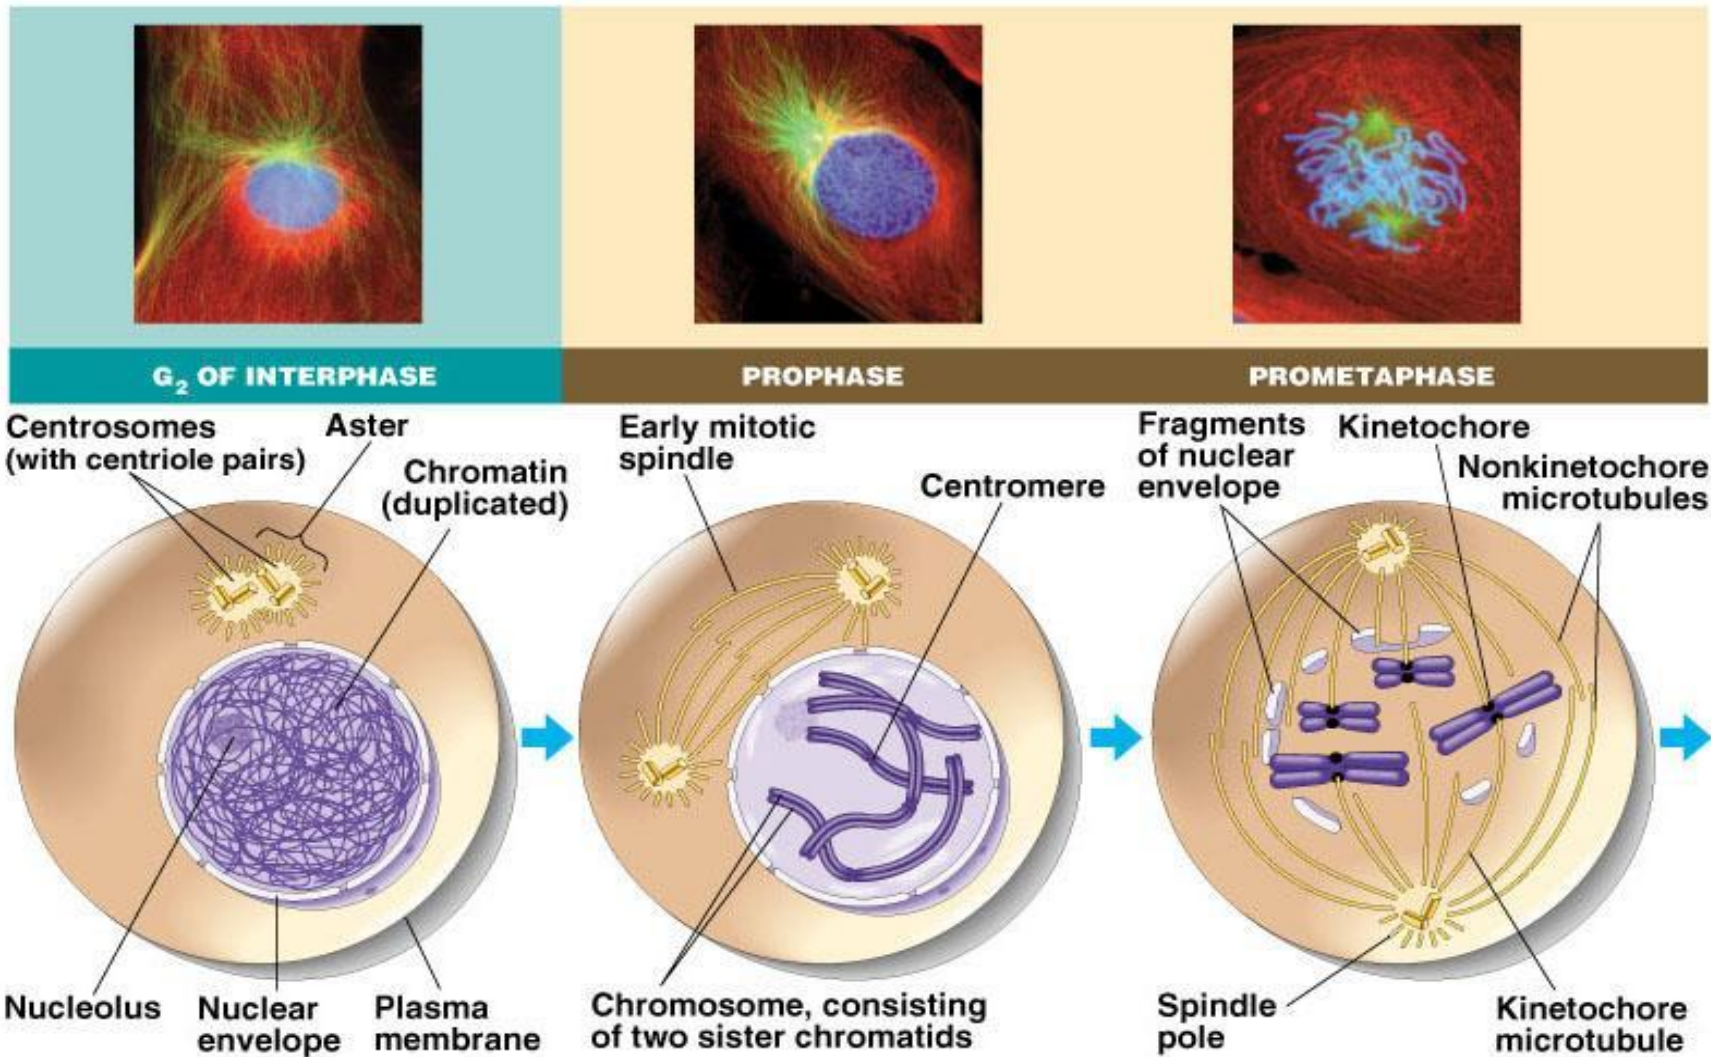 G₂ OF INTERPHASE
PROPHASE
PROMETAPHASE
Centrosomes
(with centriole pairs)
Aster
Chromatin
(duplicated)
Early mitotic
spindle
Centromere
Fragments
of nuclear
envelope
Kinetochore
Nonkinetochore
microtubules
Nucleolus
Nuclear
envelope
Plasma
membrane
Chromosome, consisting
of two sister chromatids
Spindle
pole
Kinetochore
microtubule